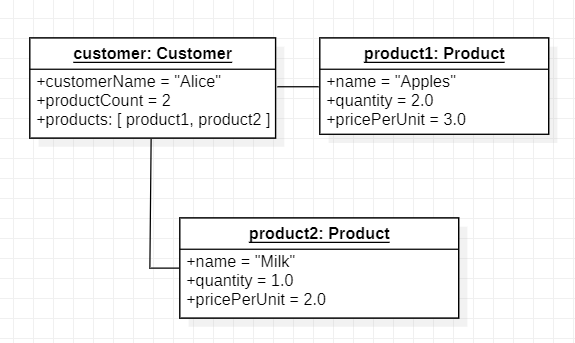 customer: Customer
+customerName = "Alice"
+productCount = 2
+products: [ product1, product2 ]
product1: Product
+name = "Apples"
+quantity = 2.0
+pricePerUnit = 3.0
product2: Product
+name = "Milk"
+quantity = 1.0
+pricePerUnit = 2.0